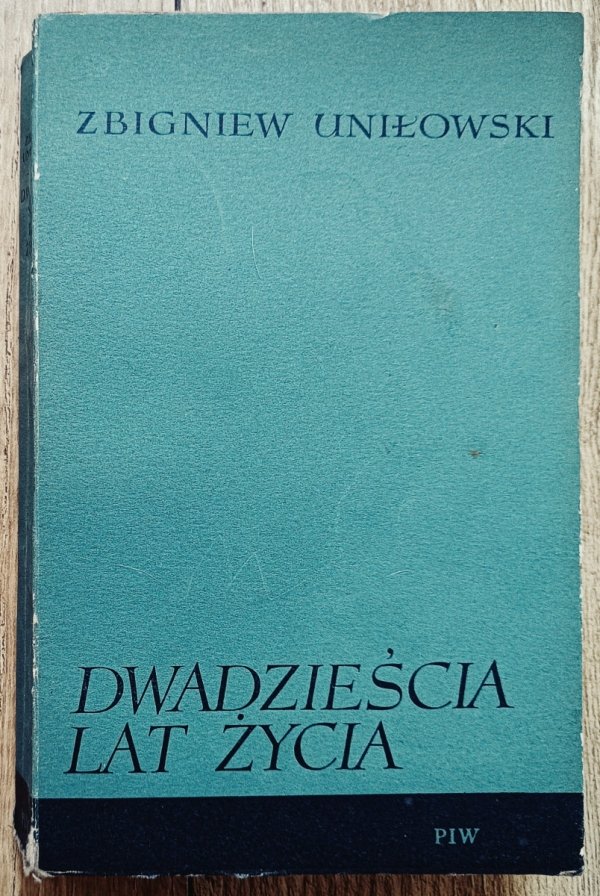 ZBIGNIEW UNIŁOWSKI
DWADZIEŚCIA
LAT ŻYCIA
PIW